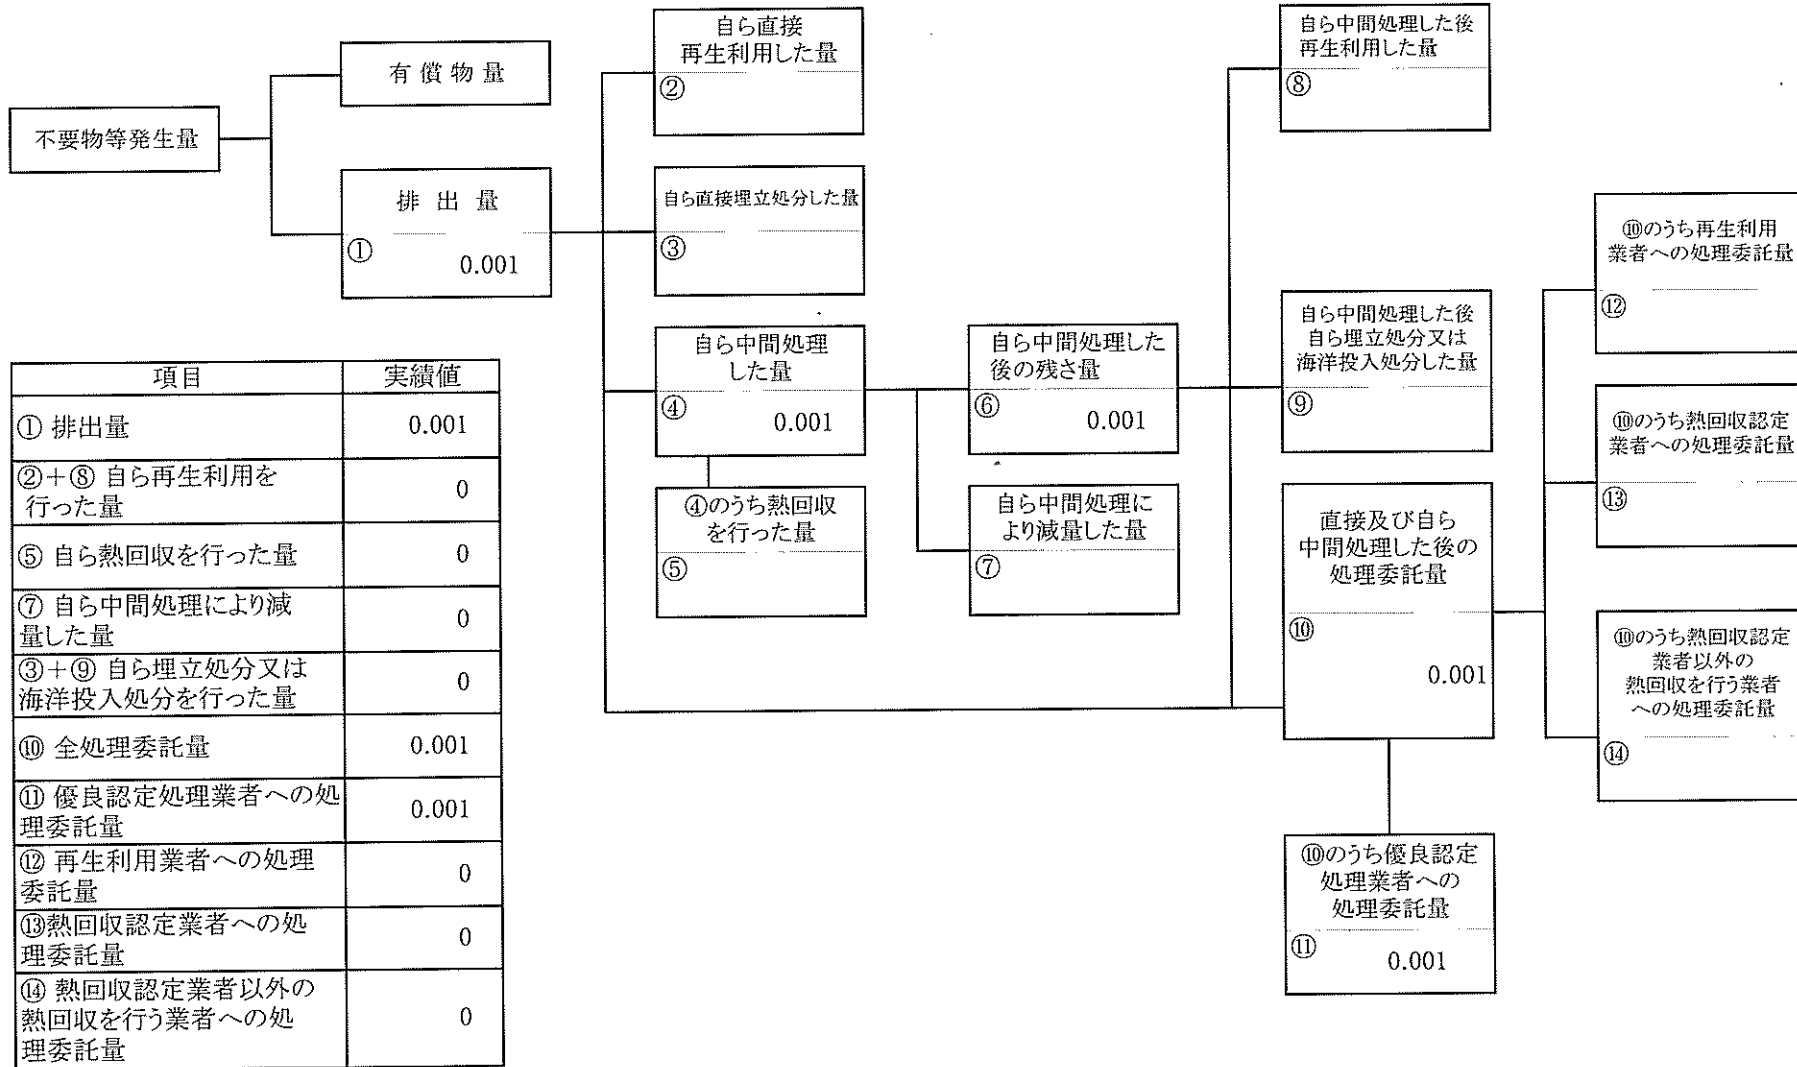 不要物等発生量
有償物量
排出量
①
0.001
自ら直接
再生利用した量
②
自ら直接埋立処分した量
③
自ら中間処理
した量
④
0.001
④のうち熱回収
を行った量
⑤
自ら中間処理した
後の残さ量
⑥
0.001
自ら中間処理に
より減量した量
⑦
自ら中間処理した後
再生利用した量
⑧
自ら中間処理した後
自ら埋立処分又は
海洋投入処分した量
⑨
直接及び自ら
中間処理した後の
処理委託量
⑩
0.001
⑩のうち優良認定
処理業者への
処理委託量
⑪
0.001
⑩のうち再生利用
業者への処理委託量
⑫
⑩のうち熱回収認定
業者への処理委託量
⑬
⑩のうち熱回収認定
業者以外の
熱回収を行う業者
への処理委託量
⑭
項目 実績値
① 排出量 0.001
②+⑧ 自ら再生利用を
行った量 0
⑤ 自ら熱回収を行った量 0
⑦ 自ら中間処理により減
量した量 0
③+⑨ 自ら埋立処分又は
海洋投入処分を行った量 0
⑩ 全処理委託量 0.001
⑪ 優良認定処理業者への処
理委託量 0.001
⑫ 再生利用業者への処理
委託量 0
⑬熱回収認定業者への処
理委託量 0
⑭ 熱回収認定業者以外の
熱回収を行う業者への処
理委託量 0